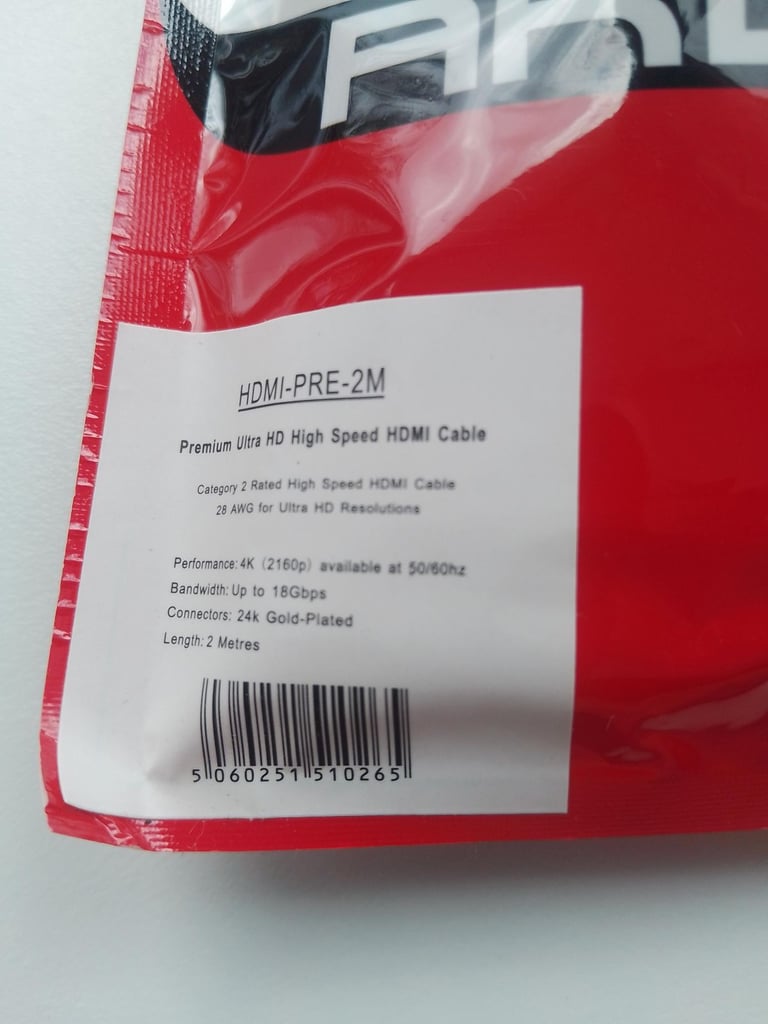 HDMI-PRE-2M
Premium Ultra HD High Speed HDMI Cable
Category 2 Rated High Speed HDMI Cable
28 AWG for Ultra HD Resolutions
Performance: 4K (2160p) available at 50/60hz
Bandwidth: Up to 18Gbps
Connectors: 24k Gold-Plated
Length: 2 Metres
5 060251 510265